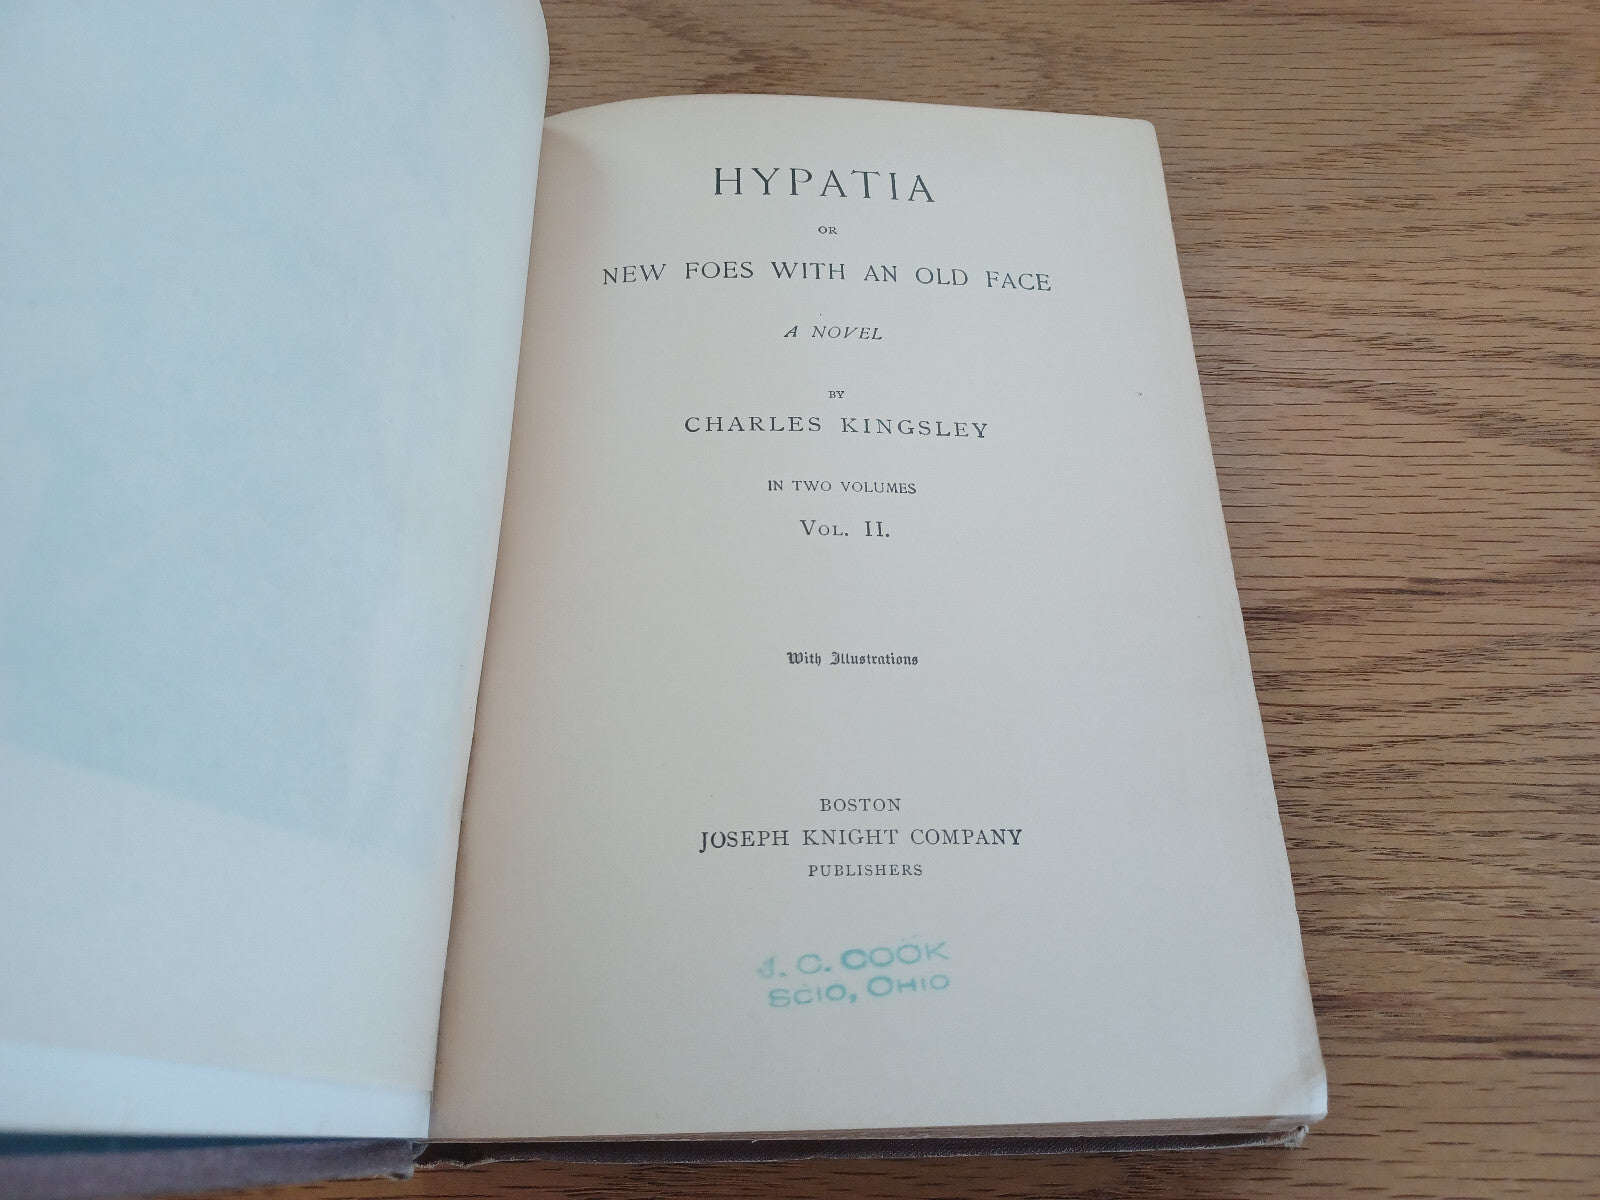 HYPATIA
OR
NEW FOES WITH AN OLD FACE
A NOVEL
BY
CHARLES KINGSLEY
IN TWO VOLUMES
VOL. II.
With Illustrations
BOSTON
JOSEPH KNIGHT COMPANY
PUBLISHERS
J. C. COOK
SCIO, OHIO